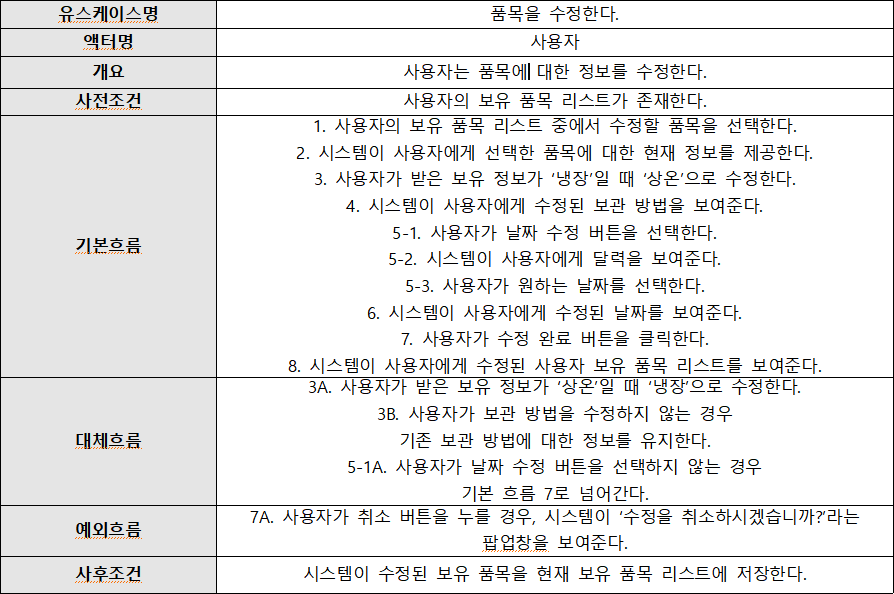 유스케이스명
품목을 수정한다.
액터명
사용자
개요
사용자는 품목에 대한 정보를 수정한다.
사전조건
사용자의 보유 품목 리스트가 존재한다.
기본흐름
1. 사용자의 보유 품목 리스트 중에서 수정할 품목을 선택한다.
2. 시스템이 사용자에게 선택한 품목에 대한 현재 정보를 제공한다.
3. 사용자가 받은 보유 정보가 ‘냉장’일 때 ‘상온’으로 수정한다.
4. 시스템이 사용자에게 수정된 보관 방법을 보여준다.
5-1. 사용자가 날짜 수정 버튼을 선택한다.
5-2. 시스템이 사용자에게 달력을 보여준다.
5-3. 사용자가 원하는 날짜를 선택한다.
6. 시스템이 사용자에게 수정된 날짜를 보여준다.
7. 사용자가 수정 완료 버튼을 클릭한다.
8. 시스템이 사용자에게 수정된 사용자 보유 품목 리스트를 보여준다.
대체흐름
3A. 사용자가 받은 보유 정보가 ‘상온’일 때 ‘냉장’으로 수정한다.
3B. 사용자가 보관 방법을 수정하지 않는 경우
기존 보관 방법에 대한 정보를 유지한다.
5-1A. 사용자가 날짜 수정 버튼을 선택하지 않는 경우
기본 흐름 7로 넘어간다.
예외흐름
7A. 사용자가 취소 버튼을 누를 경우, 시스템이 ‘수정을 취소하시겠습니까?’라는
팝업창을 보여준다.
사후조건
시스템이 수정된 보유 품목을 현재 보유 품목 리스트에 저장한다.